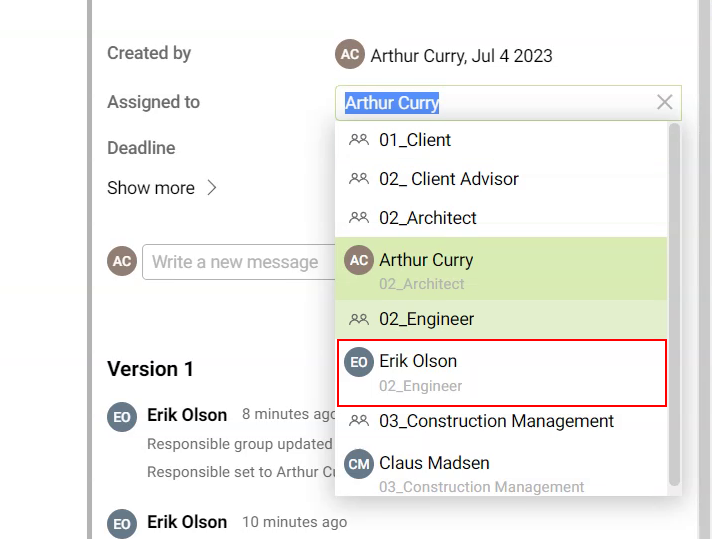 Created by
AC Arthur Curry, Jul 4 2023
Assigned to
Arthur Curry
Deadline
Show more
01_Client
02_ Client Advisor
02_Architect
AC Arthur Curry
02_Architect
02_Engineer
EO Erik Olson
02_Engineer
03_Construction Management
CM Claus Madsen
03_Construction Management
AC Write a new message
Version 1
EO Erik Olson 8 minutes ago
Responsible group updated
Responsible set to Arthur
EO Erik Olson 10 minutes ago